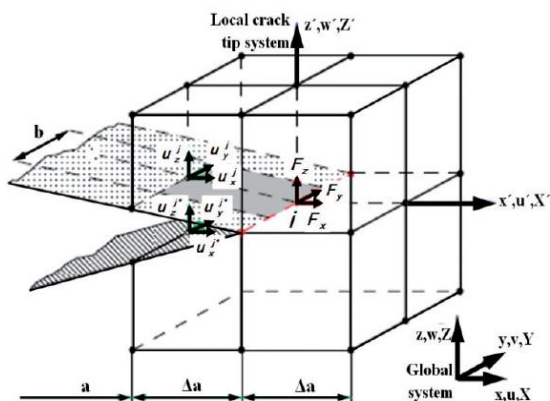 Local crack
tip system
z´,w´,Z´
b
u_z^j u_y^j
u_x^j
u_z^j' u_y^j'
u_x^j'
F_z
F_y
F_x
i
x´,u´,X´
z,w,Z
y,v,Y
Global
system
x,u,X
a
Δa
Δa